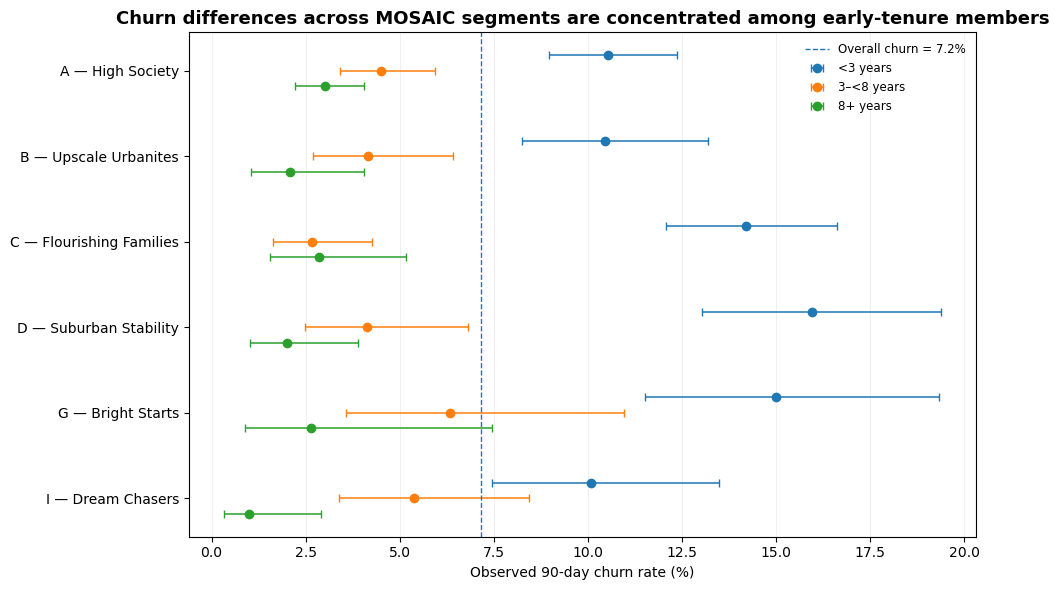 Churn differences across MOSAIC segments are concentrated among early-tenure members
Overall churn = 7.2%
<3 years
3–<8 years
8+ years
A — High Society
B — Upscale Urbanites
C — Flourishing Families
D — Suburban Stability
G — Bright Starts
I — Dream Chasers
0.0 2.5 5.0 7.5 10.0 12.5 15.0 17.5 20.0
Observed 90-day churn rate (%)